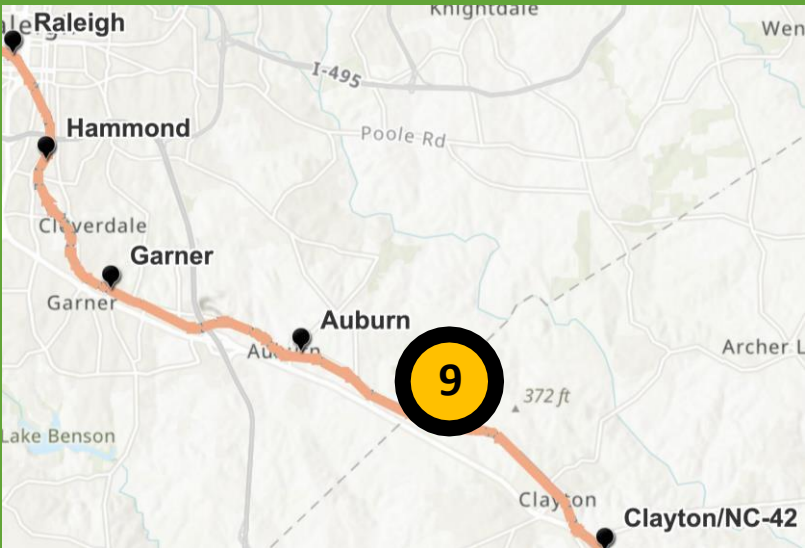 Knightdale
Raleigh
Wen
I-495
Hammond
Poole Rd
Cloverdale
Garner
Garner
Auburn
Auburn
Archer L
9
372 ft
Lake Benson
Clayton
Clayton/NC-42